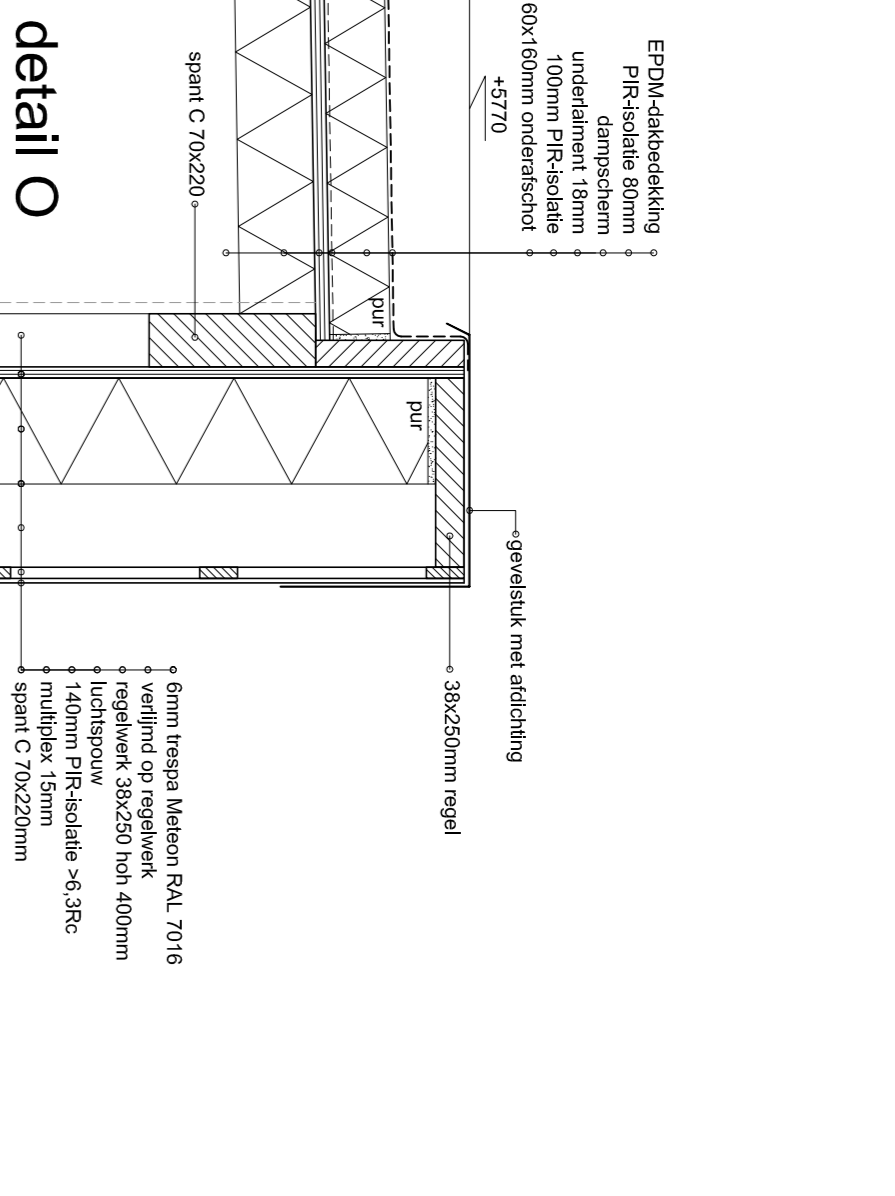 EPDM-dakbedekking
PIR-isolatie 80mm
dampscherm
underlaiment 18mm
100mm PIR-isolatie
60x160mm onderafschot
+5770
pur
spant C 70x220
pur
gevelstuk met afdichting
38x250mm regel
6mm trespa Meteon RAL 7016
verlijmd op regelwerk
regelwerk 38x250 hoh 400mm
luchtspouw
140mm PIR-isolatie >6,3Rc
multiplex 15mm
spant C 70x220mm
detail O